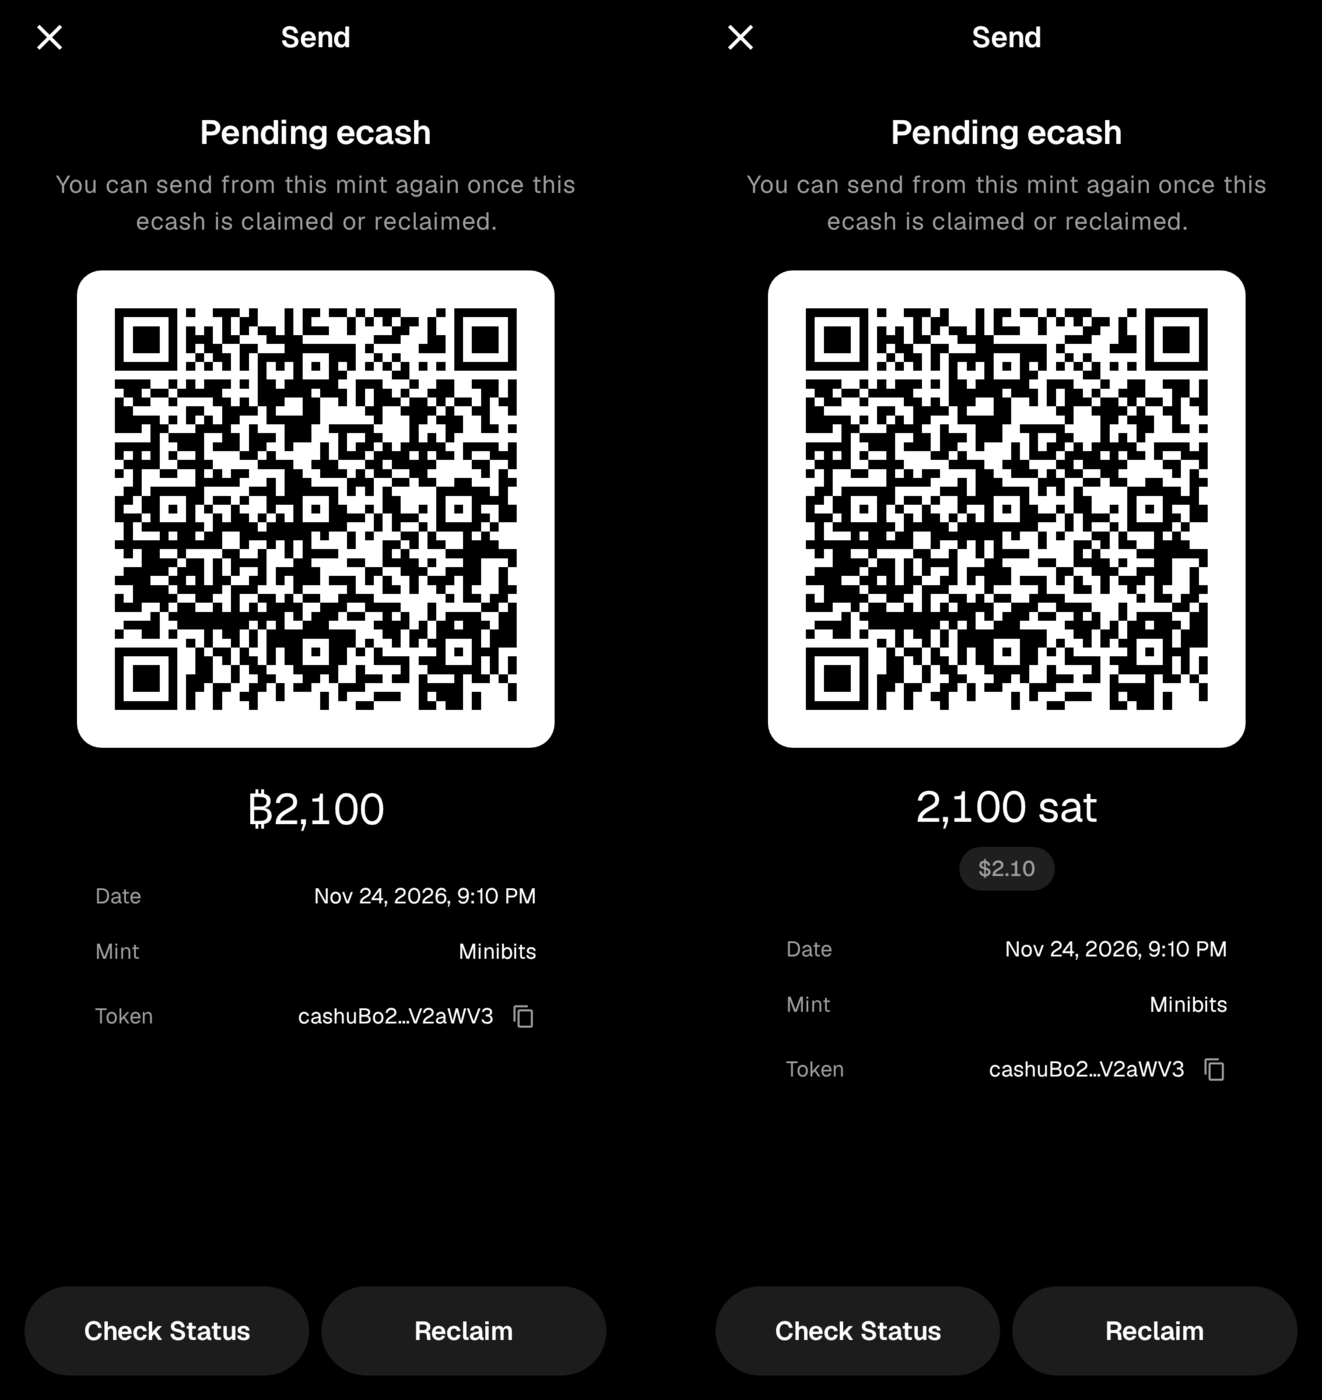 Send
Pending ecash
You can send from this mint again once this
ecash is claimed or reclaimed.
₿2,100
Date Nov 24, 2026, 9:10 PM
Mint Minibits
Token cashuBo2...V2aWV3
Check Status Reclaim
Send
Pending ecash
You can send from this mint again once this
ecash is claimed or reclaimed.
2,100 sat
$2.10
Date Nov 24, 2026, 9:10 PM
Mint Minibits
Token cashuBo2...V2aWV3
Check Status Reclaim